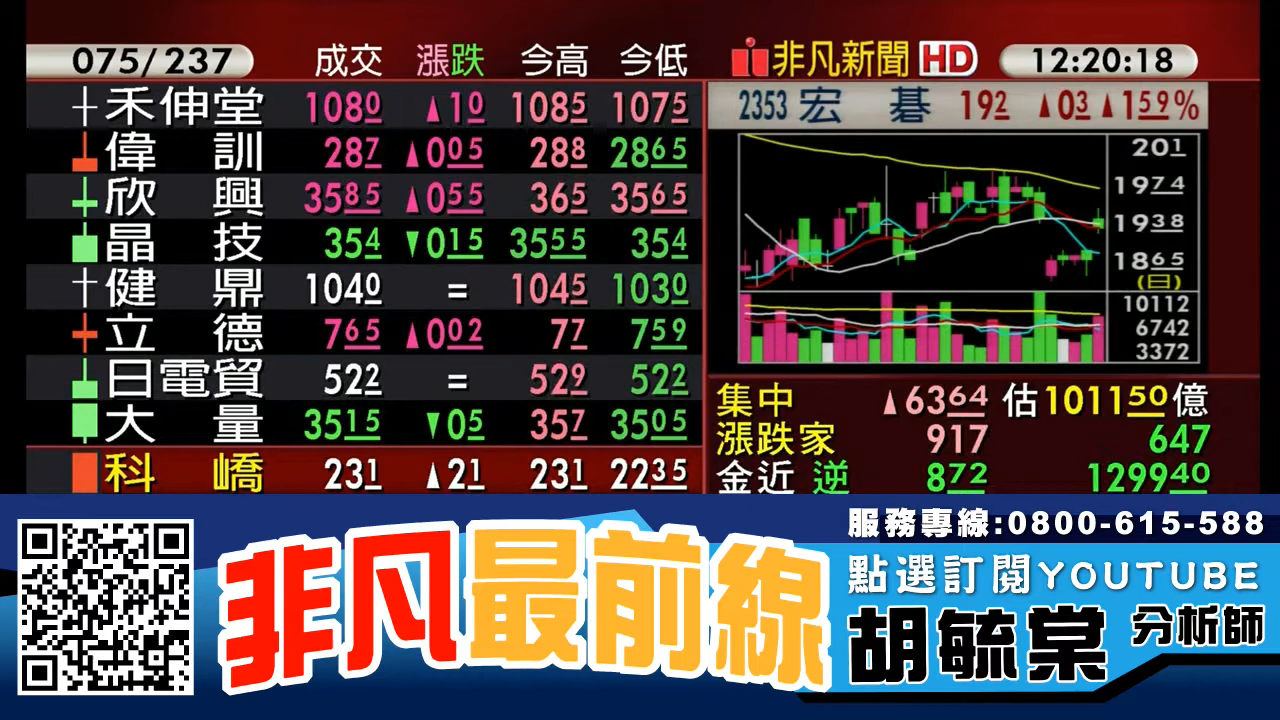 075/237 成交 漲跌 今高 今低
禾伸堂 1080 ▲10 1085 1075
偉訓 287 ▲005 288 2865
欣興 3585 ▲055 365 3565
晶技 354 ▼015 3555 354
健鼎 1040 = 1045 1030
立德 765 ▲002 77 759
日電貿 522 = 529 522
大量 3515 ▼05 357 3505
科嶠 231 ▲21 231 2235
非凡新聞 HD 12:20:18
2353 宏碁 192 ▲03 ▲159%
201
1974
1938
1865
(日)
10112
6742
3372
集中 ▲6364 估101150億
漲跌家 917 647
金近 逆 872 129940
非凡最前線
服務專線:0800-615-588
點選訂閱YOUTUBE
胡毓棠 分析師